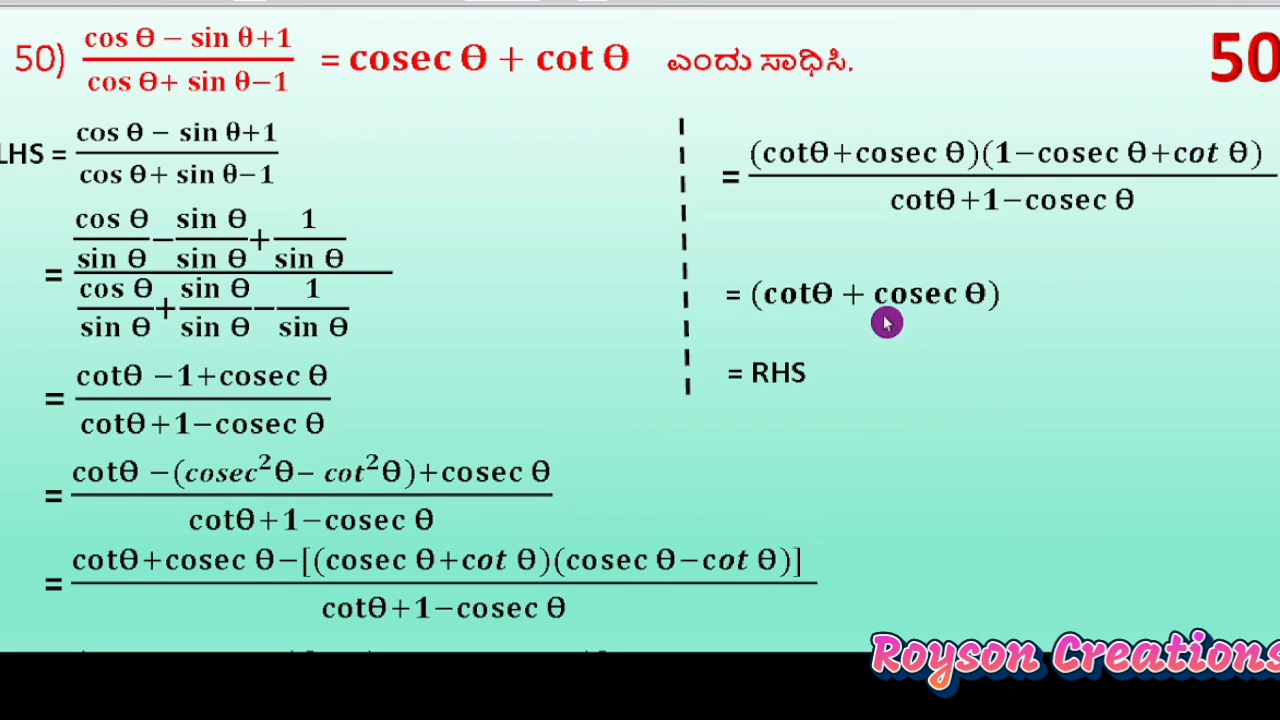 50) (cos Θ − sin θ+1)/(cos Θ+ sin θ−1) = cosec Θ + cot Θ ಎಂದು ಸಾಧಿಸಿ.
50
LHS = (cos Θ − sin θ+1)/(cos Θ+ sin θ−1)
= (cos Θ/sin Θ − sin Θ/sin Θ + 1/sin Θ)/(cos Θ/sin Θ + sin Θ/sin Θ − 1/sin Θ)
= (cotΘ −1+cosec Θ)/(cotΘ+1−cosec Θ)
= (cotΘ −(cosec²Θ− cot²Θ)+cosec Θ)/(cotΘ+1−cosec Θ)
= (cotΘ+cosec Θ−[(cosec Θ+cot Θ)(cosec Θ−cot Θ)])/(cotΘ+1−cosec Θ)
= ((cotΘ+cosec Θ)(1−cosec Θ+cot Θ))/(cotΘ+1−cosec Θ)
= (cotΘ + cosec Θ)
= RHS
Royson Creations